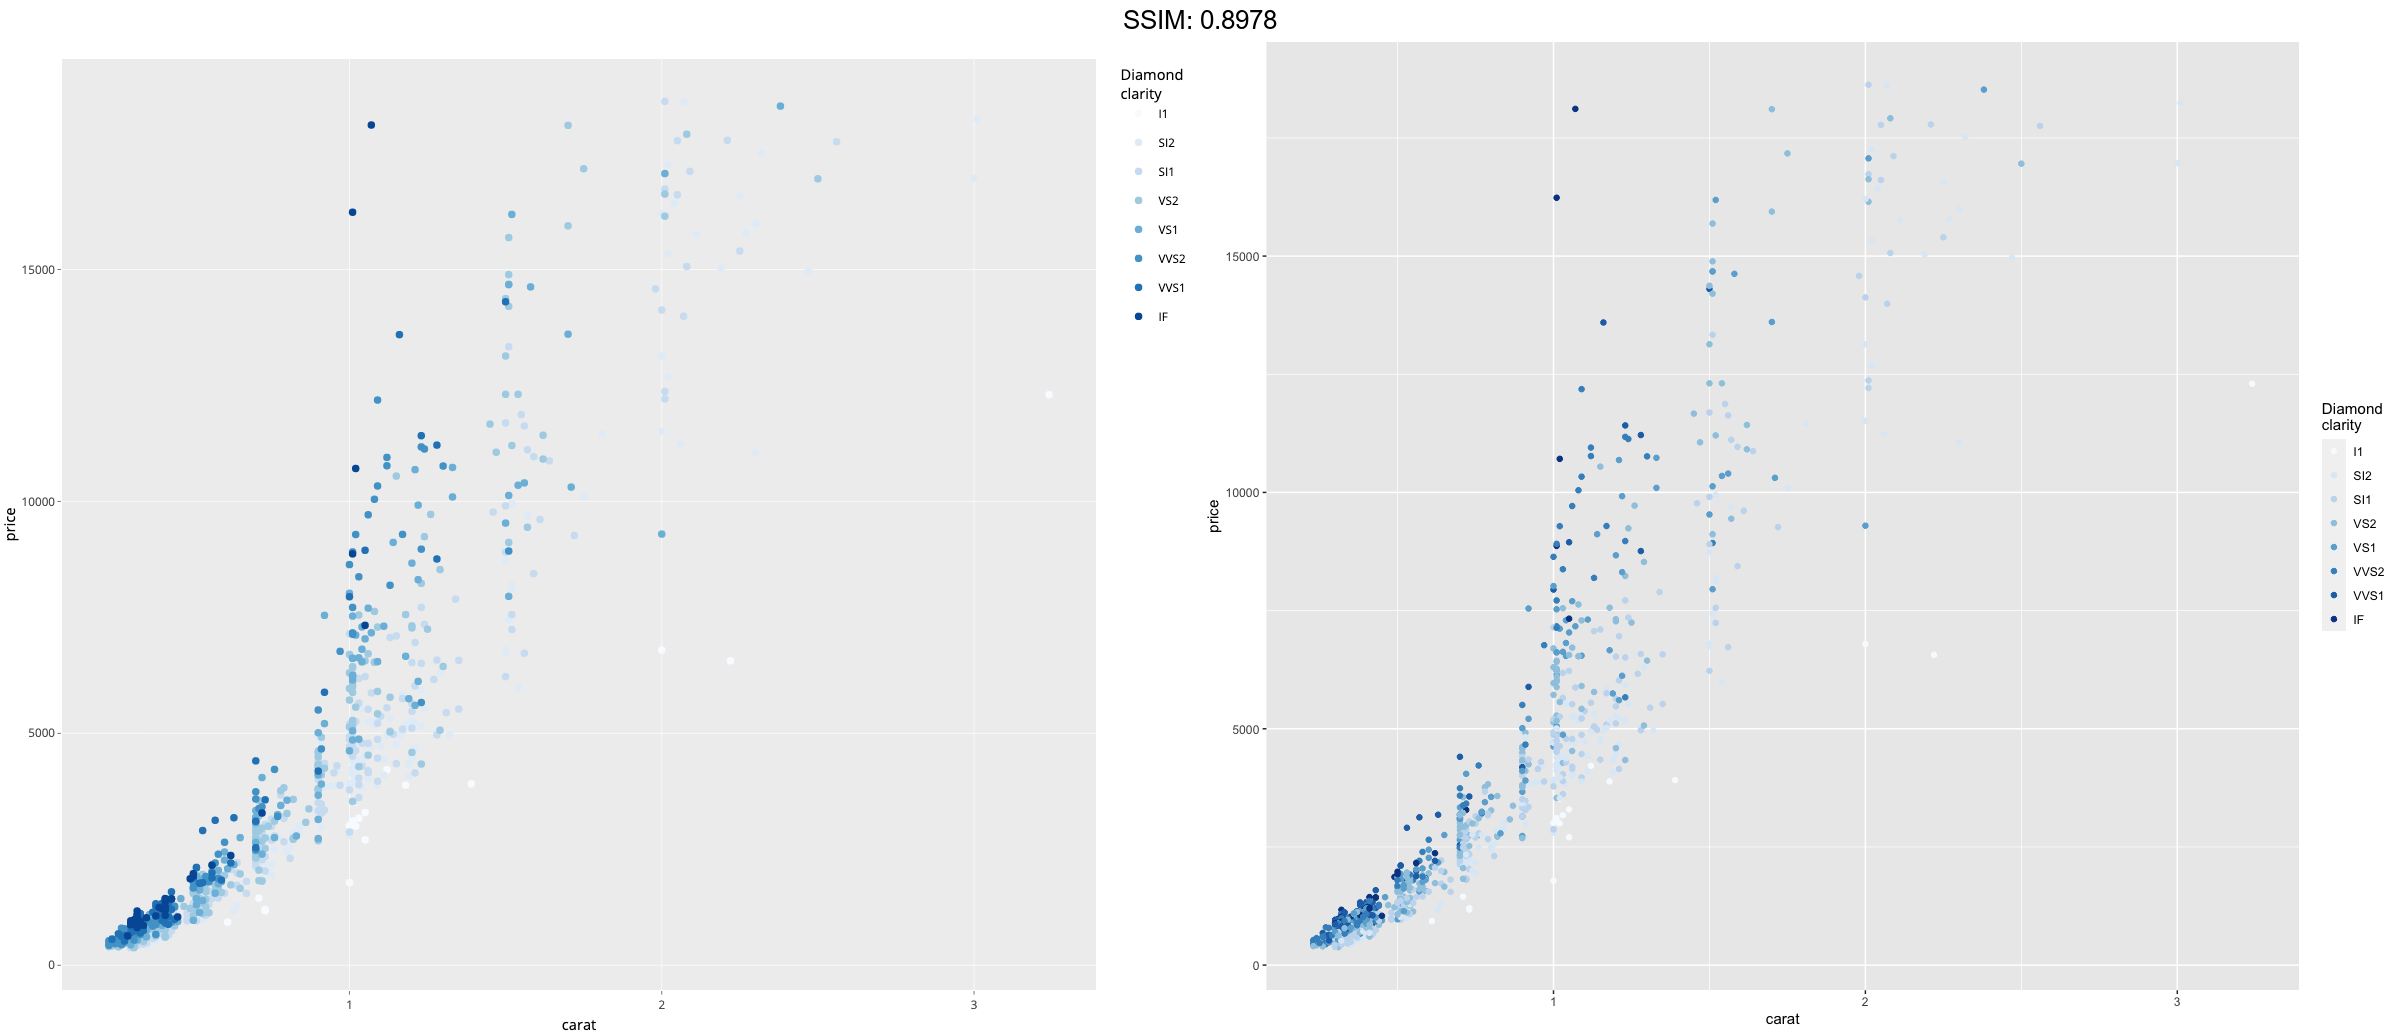 SSIM: 0.8978
price
15000
10000
5000
0
1
2
3
carat
Diamond
clarity
I1
SI2
SI1
VS2
VS1
VVS2
VVS1
IF
price
15000
10000
5000
0
1
2
3
carat
Diamond
clarity
I1
SI2
SI1
VS2
VS1
VVS2
VVS1
IF